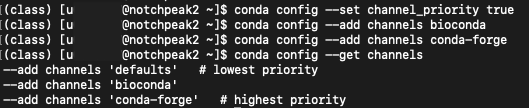 [(class) [u @notchpeak2 ~]$ conda config --set channel_priority true
[(class) [u @notchpeak2 ~]$ conda config --add channels bioconda
[(class) [u @notchpeak2 ~]$ conda config --add channels conda-forge
[(class) [u @notchpeak2 ~]$ conda config --get channels
--add channels 'defaults'   # lowest priority
--add channels 'bioconda'
--add channels 'conda-forge'   # highest priority